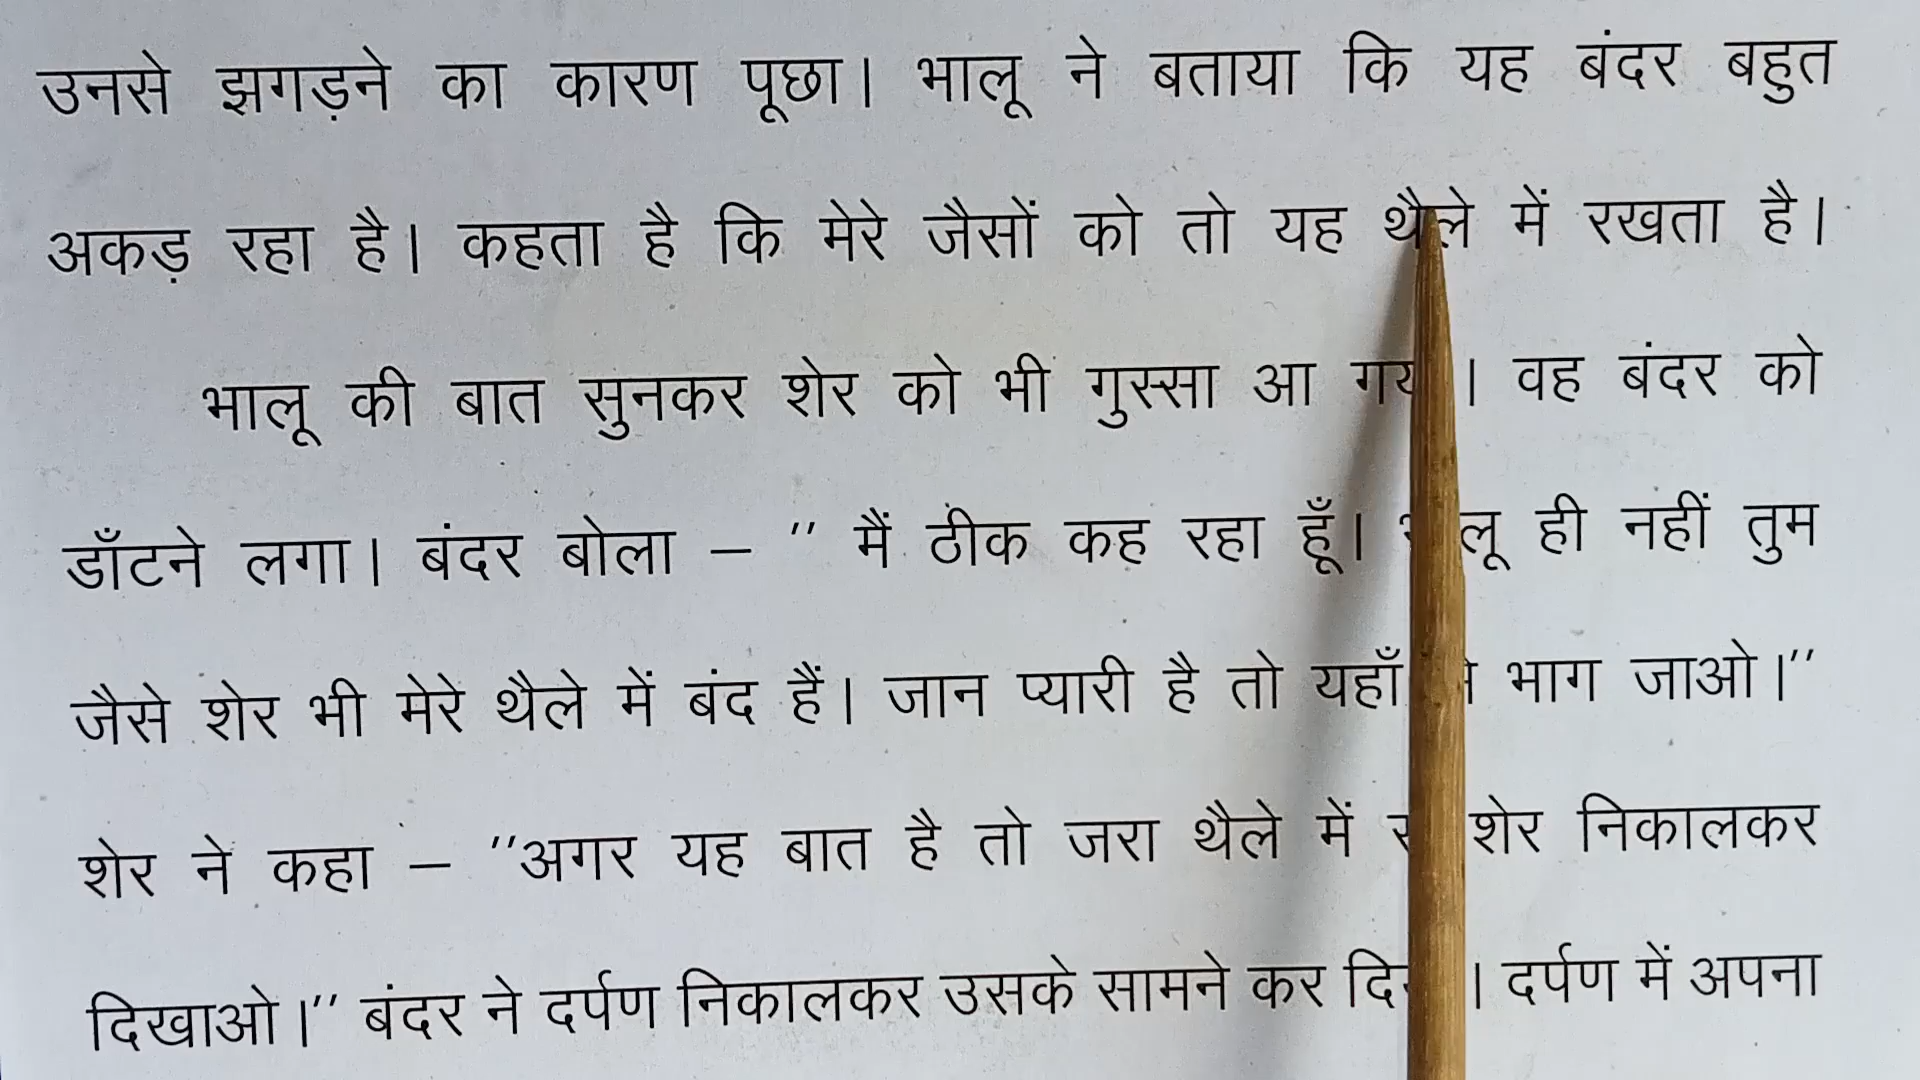 उनसे झगड़ने का कारण पूछा। भालू ने बताया कि यह बंदर बहुत
अकड़ रहा है। कहता है कि मेरे जैसों को तो यह थैले में रखता है।
भालू की बात सुनकर शेर को भी गुस्सा आ । वह बंदर को
डाँटने लगा। बंदर बोला – " मैं ठीक कह रहा हूँ। ही नहीं तुम
जैसे शेर भी मेरे थैले में बंद हैं। जान प्यारी है तो यहाँ भाग जाओ।"
शेर ने कहा – "अगर यह बात है तो जरा थैले में शेर निकालकर
दिखाओ।" बंदर ने दर्पण निकालकर उसके सामने कर । दर्पण में अपना